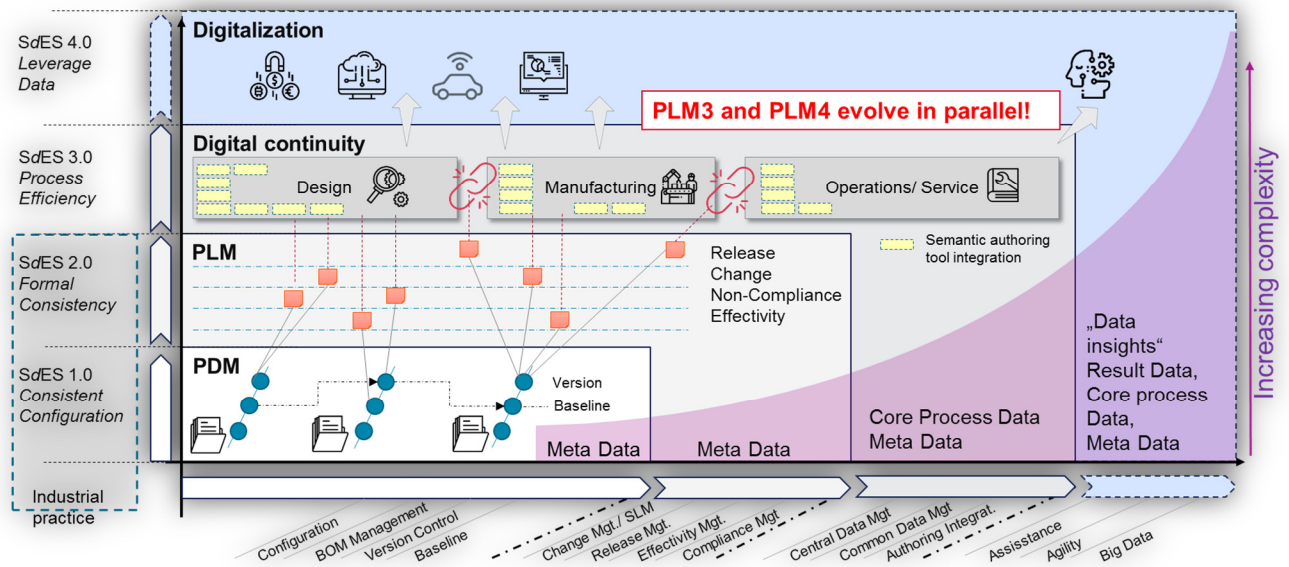 SdES 4.0
Leverage
Data
Digitalization
PLM3 and PLM4 evolve in parallel!
SdES 3.0
Process
Efficiency
Digital continuity
Design
Manufacturing
Operations/ Service
Semantic authoring
tool integration
SdES 2.0
Formal
Consistency
PLM
Release
Change
Non-Compliance
Effectivity
SdES 1.0
Consistent
Configuration
PDM
Version
Baseline
Meta Data
Meta Data
Core Process Data
Meta Data
„Data
insights“
Result Data,
Core process
Data,
Meta Data
Increasing complexity
Industrial
practice
Configuration
BOM Management
Version Control
Baseline
Change Mgt./ SLM
Release Mgt.
Effectivity Mgt.
Compliance Mgt
Central Data Mgt
Common Data Mgt
Authoring Integrat.
Assisstance
Agility
Big Data